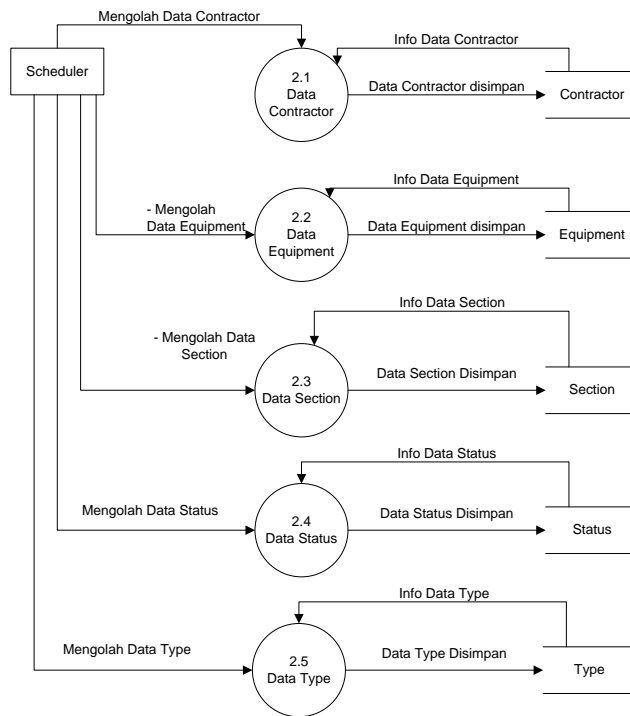 Mengolah Data Contractor
Info Data Contractor
Scheduler
2.1
Data
Contractor
Data Contractor disimpan
Contractor
Info Data Equipment
- Mengolah
Data Equipment
2.2
Data
Equipment
Data Equipment disimpan
Equipment
Info Data Section
- Mengolah Data
Section
2.3
Data Section
Data Section Disimpan
Section
Info Data Status
Mengolah Data Status
2.4
Data Status
Data Status Disimpan
Status
Info Data Type
Mengolah Data Type
2.5
Data Type
Data Type Disimpan
Type